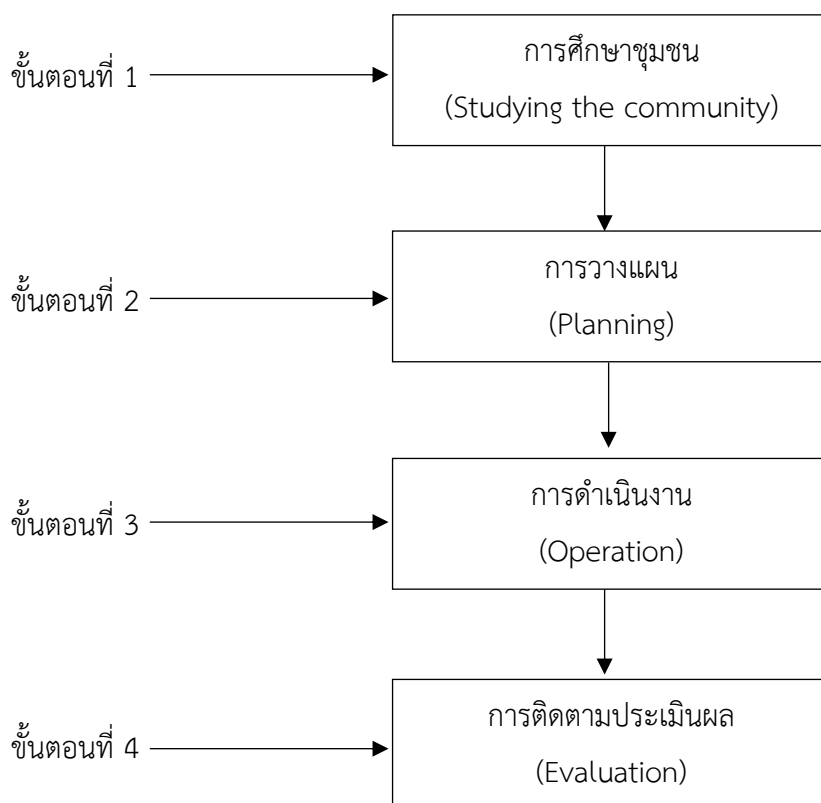 ขั้นตอนที่ 1
การศึกษาชุมชน
(Studying the community)
ขั้นตอนที่ 2
การวางแผน
(Planning)
ขั้นตอนที่ 3
การดำเนินงาน
(Operation)
ขั้นตอนที่ 4
การติดตามประเมินผล
(Evaluation)